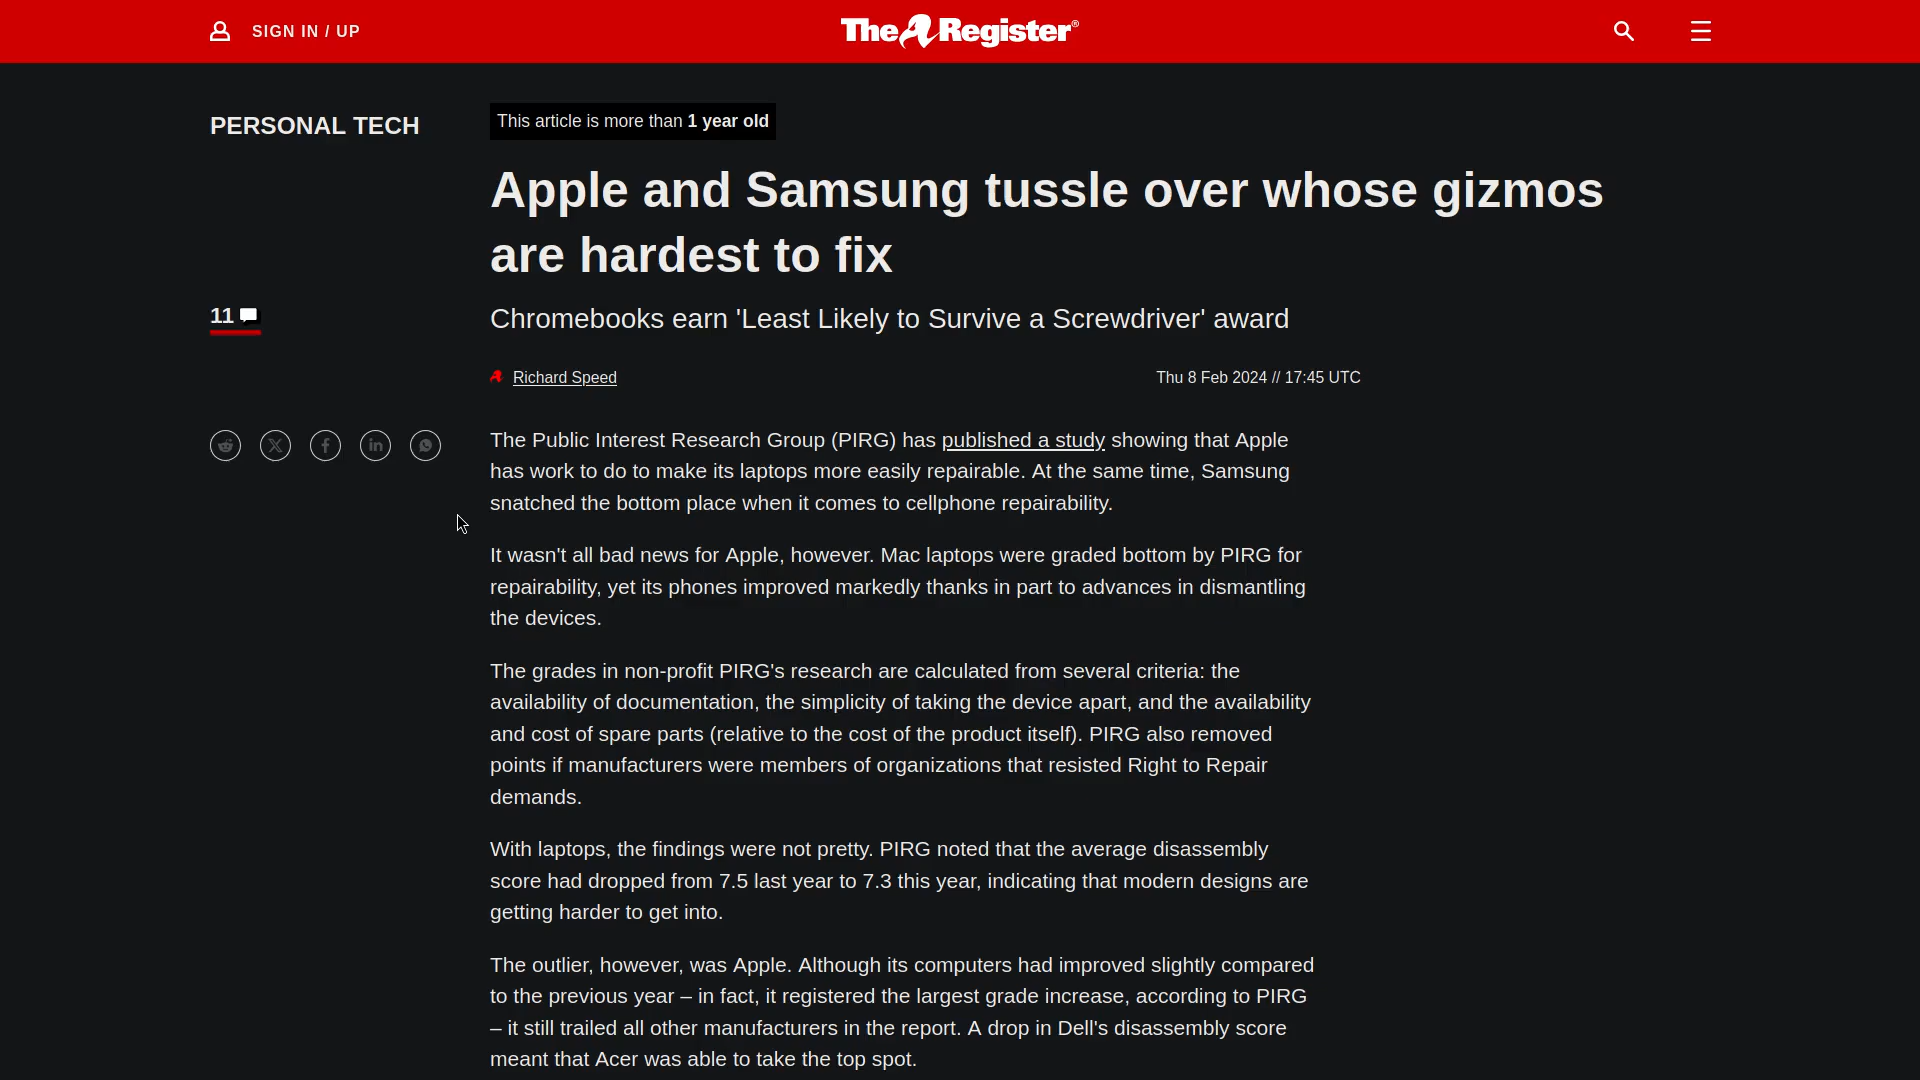 SIGN IN / UP
The Register®
PERSONAL TECH
This article is more than 1 year old
Apple and Samsung tussle over whose gizmos
are hardest to fix
11
Chromebooks earn 'Least Likely to Survive a Screwdriver' award
Richard Speed
Thu 8 Feb 2024 // 17:45 UTC
The Public Interest Research Group (PIRG) has published a study showing that Apple
has work to do to make its laptops more easily repairable. At the same time, Samsung
snatched the bottom place when it comes to cellphone repairability.
It wasn't all bad news for Apple, however. Mac laptops were graded bottom by PIRG for
repairability, yet its phones improved markedly thanks in part to advances in dismantling
the devices.
The grades in non-profit PIRG's research are calculated from several criteria: the
availability of documentation, the simplicity of taking the device apart, and the availability
and cost of spare parts (relative to the cost of the product itself). PIRG also removed
points if manufacturers were members of organizations that resisted Right to Repair
demands.
With laptops, the findings were not pretty. PIRG noted that the average disassembly
score had dropped from 7.5 last year to 7.3 this year, indicating that modern designs are
getting harder to get into.
The outlier, however, was Apple. Although its computers had improved slightly compared
to the previous year – in fact, it registered the largest grade increase, according to PIRG
– it still trailed all other manufacturers in the report. A drop in Dell's disassembly score
meant that Acer was able to take the top spot.